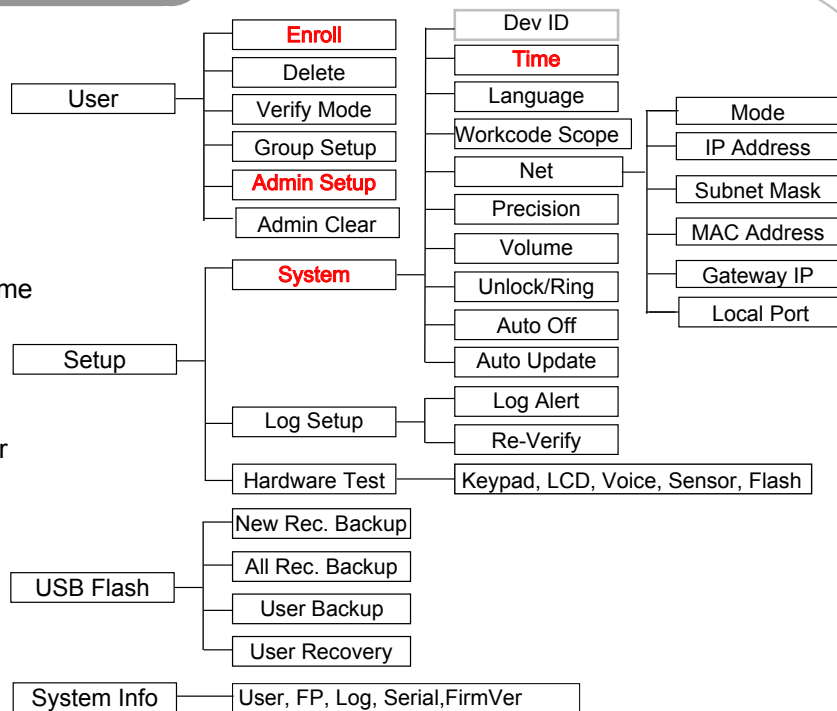 User
Enroll
Delete
Verify Mode
Group Setup
Admin Setup
Admin Clear
me
Setup
r
System
Dev ID
Time
Language
Workcode Scope
Net
Mode
IP Address
Subnet Mask
MAC Address
Gateway IP
Local Port
Precision
Volume
Unlock/Ring
Auto Off
Auto Update
Log Setup
Log Alert
Re-Verify
Hardware Test
Keypad, LCD, Voice, Sensor, Flash
USB Flash
New Rec. Backup
All Rec. Backup
User Backup
User Recovery
System Info
User, FP, Log, Serial,FirmVer